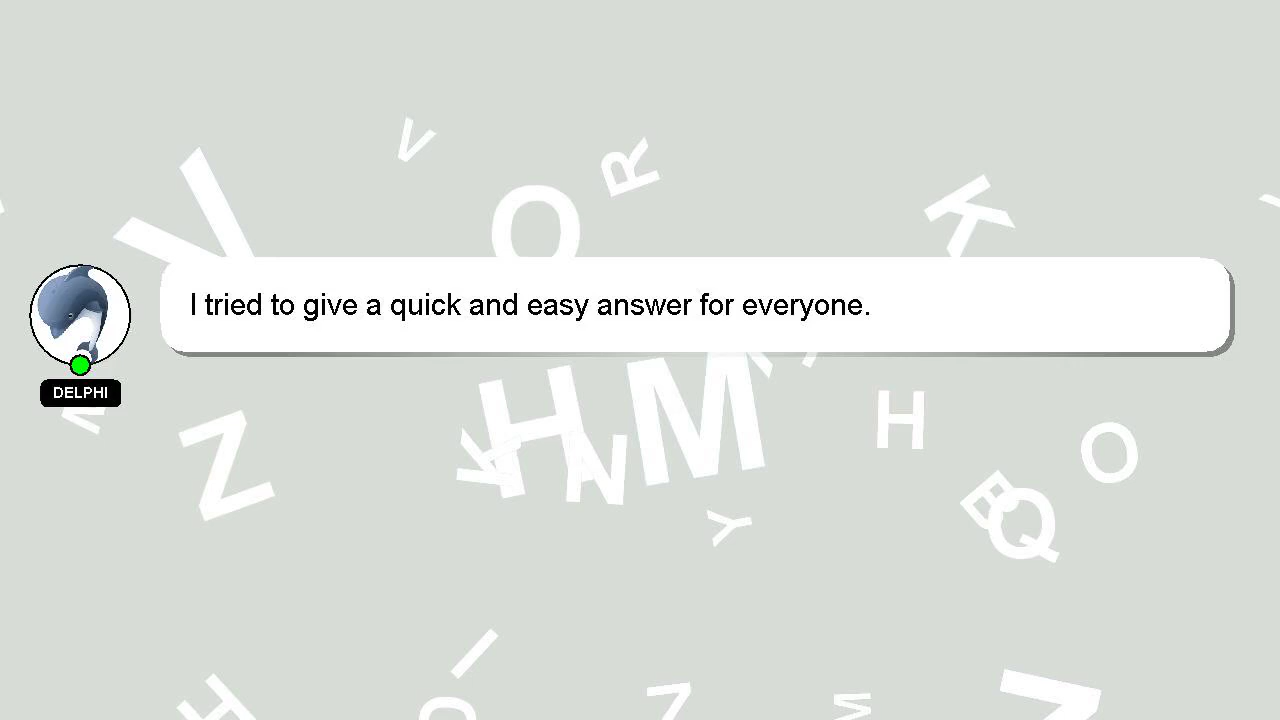 I tried to give a quick and easy answer for everyone.
DELPHI
V
V
R
O
K
H
M
H
K
N
O
Z
B
Q
Y
I
H
O
Z
M